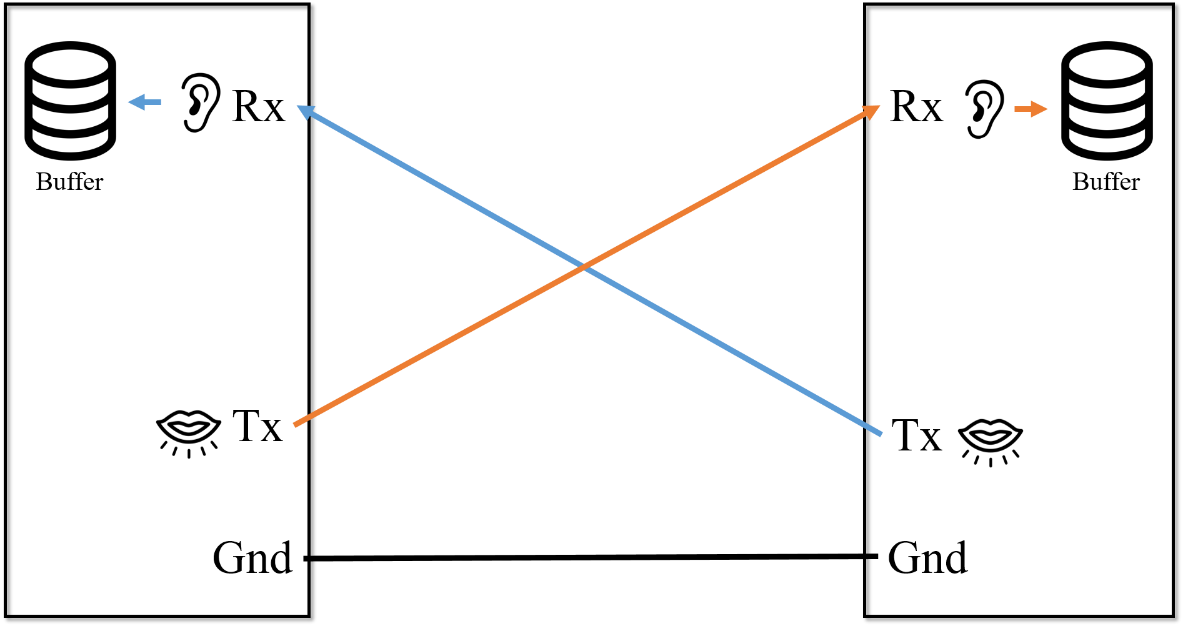 Rx
Buffer
Tx
Gnd
Rx
Buffer
Tx
Gnd